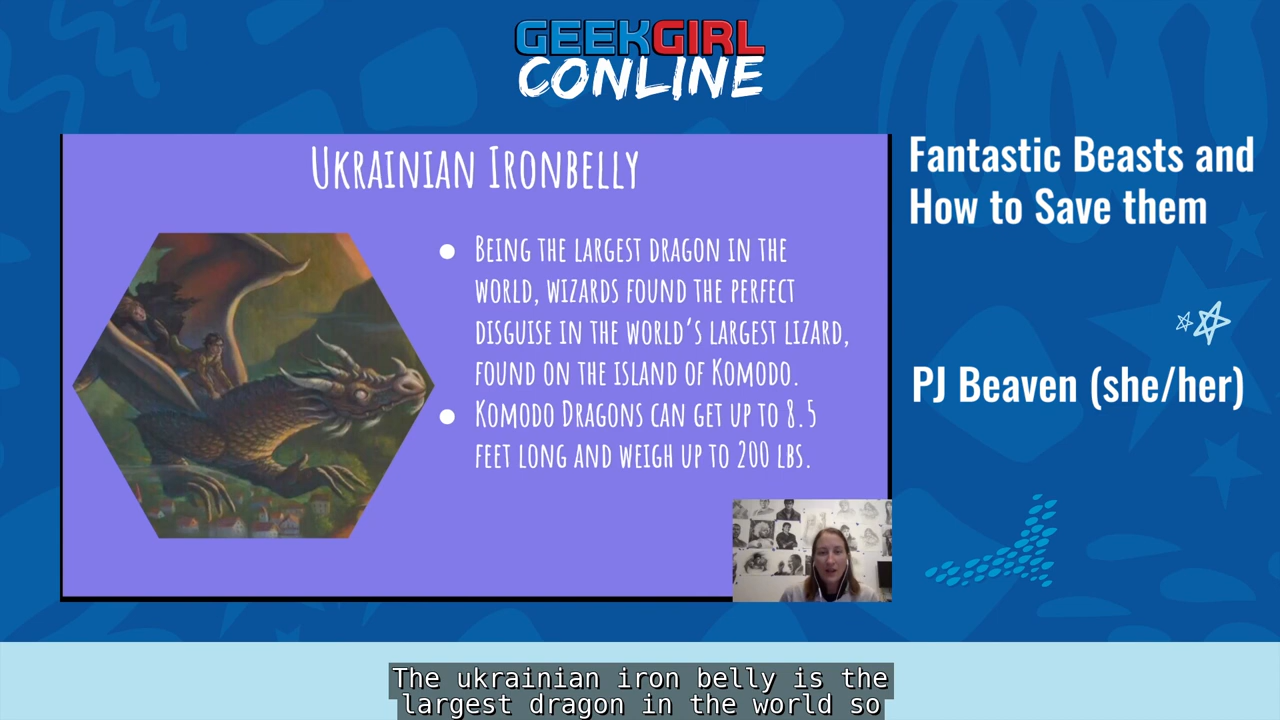 GEEKGIRL
CONLINE
Fantastic Beasts and
How to Save them
PJ Beaven (she/her)
Ukrainian Ironbelly
● Being the largest dragon in the
world, wizards found the perfect
disguise in the world's largest lizard,
found on the island of Komodo.
● Komodo Dragons can get up to 8.5
feet long and weigh up to 200 lbs.
The ukrainian iron belly is the
largest dragon in the world so